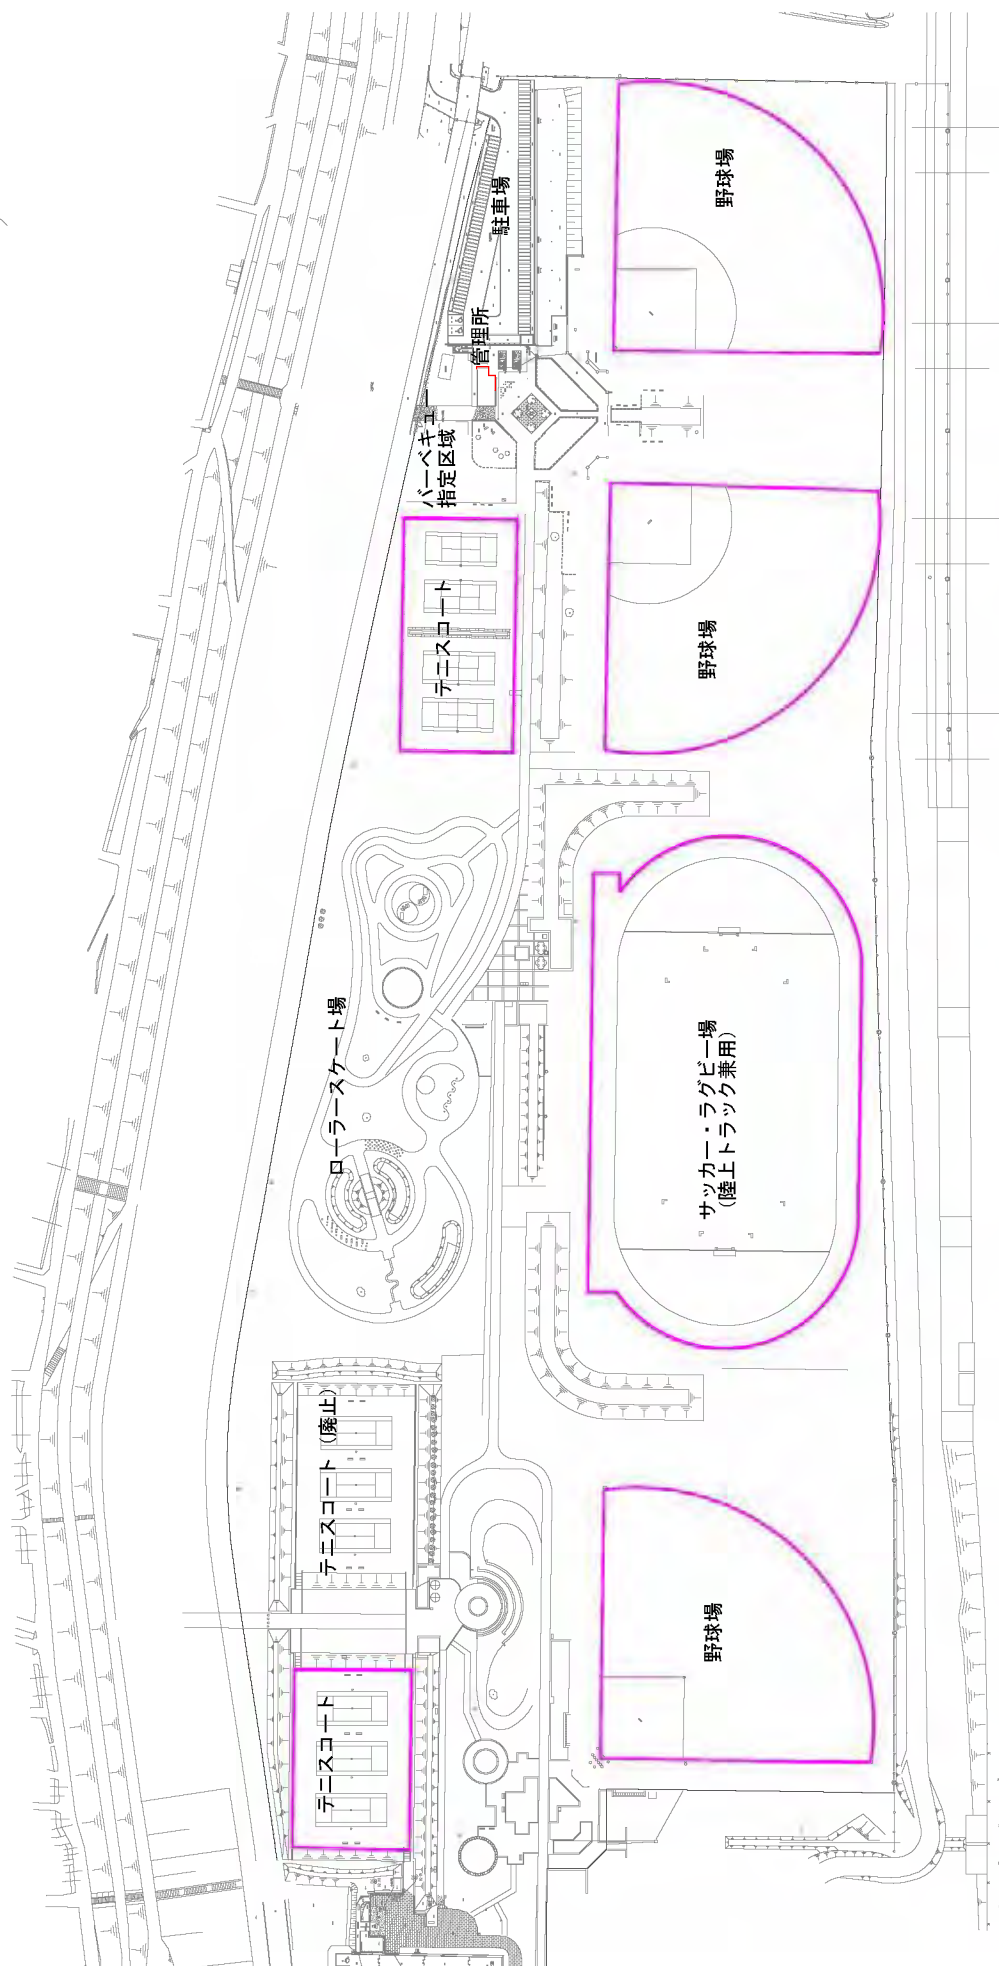 野球場
駐車場
管理所
バーベキュー
指定区域
テニスコート
野球場
ローラースケート場
サッカー・ラグビー場
(陸上トラック兼用)
テニスコート (廃止)
野球場
テニスコート